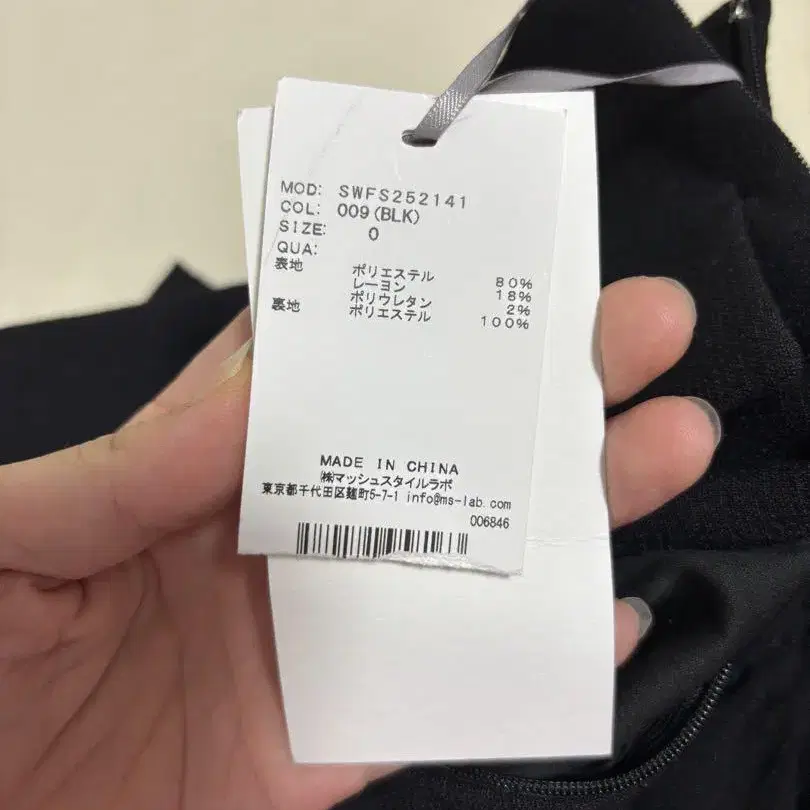 MOD: SWFS252141
COL: 009(BLK)
SIZE: 0
QUA:
表地 ポリエステル 80%
レーヨン 18%
ポリウレタン 2%
裏地 ポリエステル 100%
MADE IN CHINA
㈱マッシュスタイルラボ
東京都千代田区麹町5-7-1 info@ms-lab.com
006846